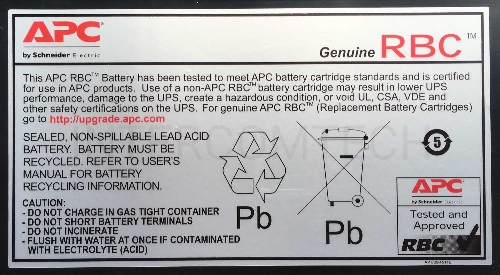 APC
by Schneider Electric
Genuine RBC™
This APC RBC™ Battery has been tested to meet APC battery cartridge standards and is certified
for use in APC products. Use of a non-APC RBC™ battery cartridge may result in lower UPS
performance, damage to the UPS, create a hazardous condition, or void UL, CSA, VDE and
other safety certifications on the UPS. For genuine APC RBC™ (Replacement Battery Cartridges)
go to http://upgrade.apc.com
SEALED, NON-SPILLABLE LEAD ACID
BATTERY. BATTERY MUST BE
RECYCLED. REFER TO USER'S
MANUAL FOR BATTERY
RECYCLING INFORMATION
CAUTION:
- DO NOT CHARGE IN GAS TIGHT CONTAINER
- DO NOT SHORT BATTERY TERMINALS
- DO NOT INCINERATE
- FLUSH WITH WATER AT ONCE IF CONTAMINATED
WITH ELECTROLYTE (ACID)
Pb
Pb
5
APC
by Schneider Electric
Tested and
Approved
RBC